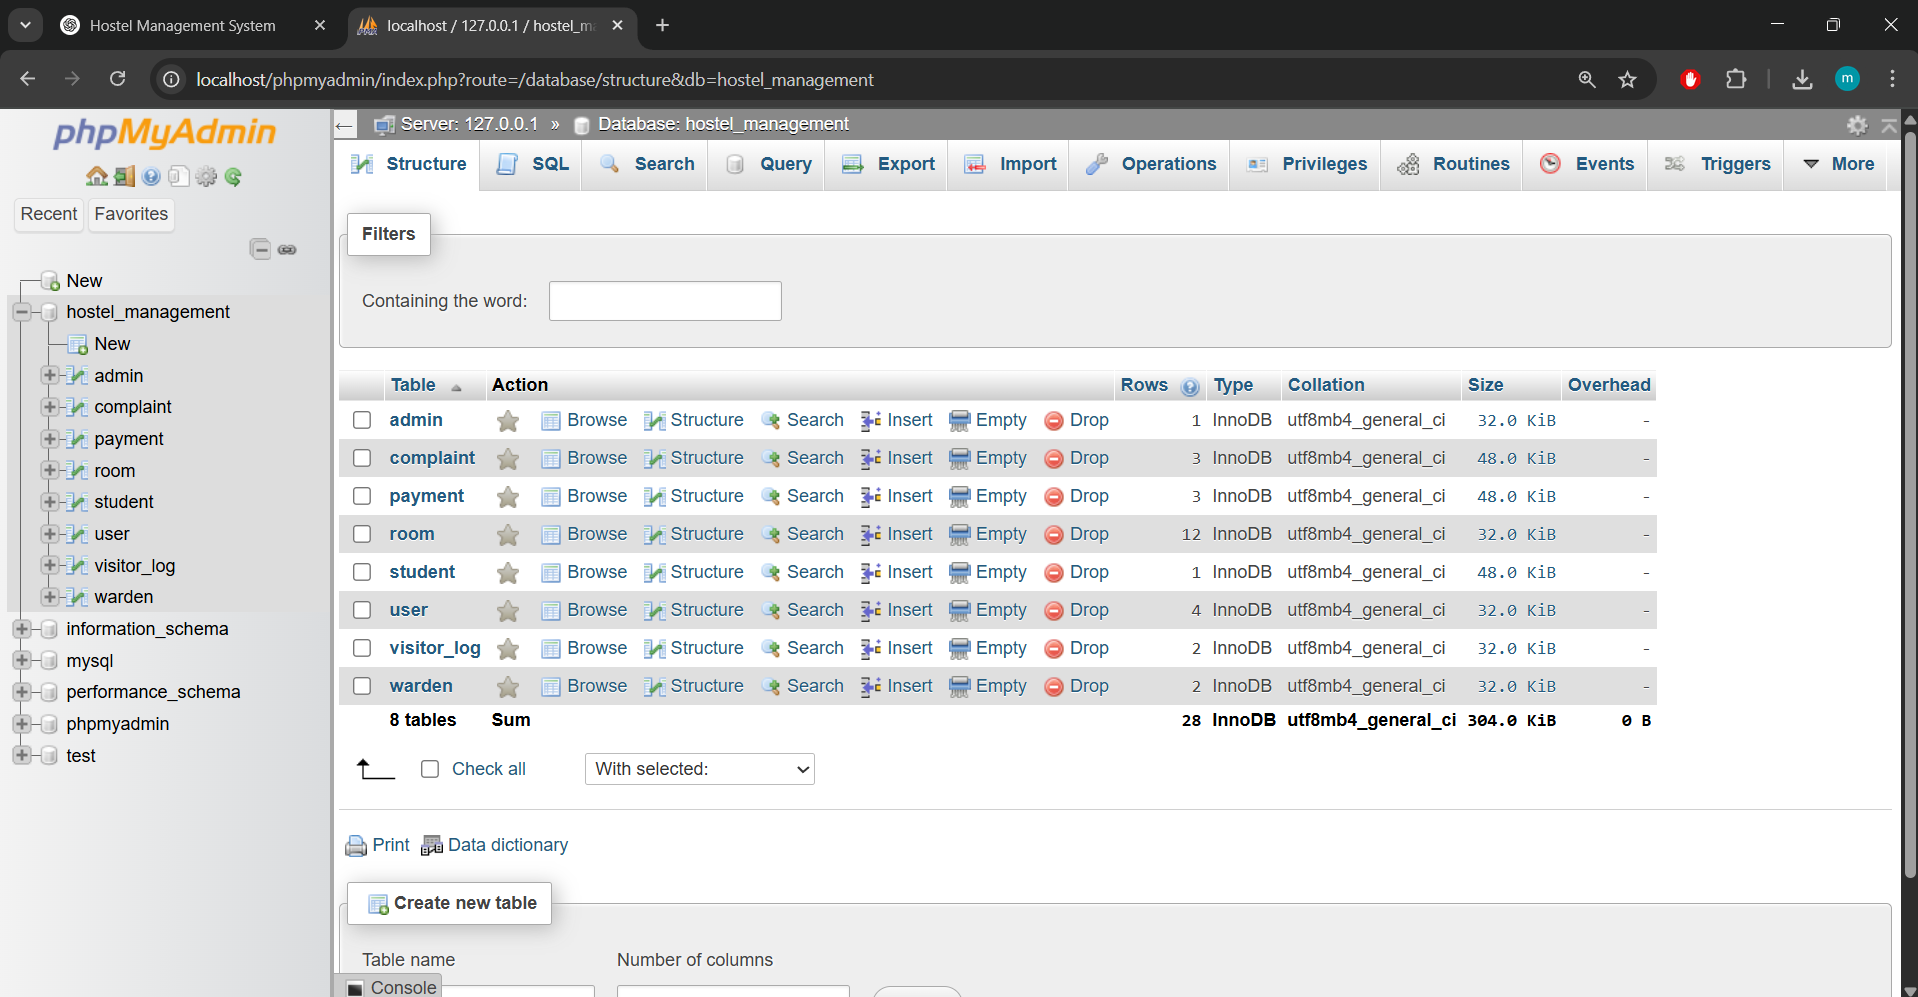 Hostel Management System
localhost / 127.0.0.1 / hostel_m
localhost/phpmyadmin/index.php?route=/database/structure&db=hostel_management
m
phpMyAdmin
Recent Favorites
New
hostel_management
New
admin
complaint
payment
room
student
user
visitor_log
warden
information_schema
mysql
performance_schema
phpmyadmin
test
Server: 127.0.0.1 » Database: hostel_management
Structure SQL Search Query Export Import Operations Privileges Routines Events Triggers More
Filters
Containing the word:
Table Action Rows Type Collation Size Overhead
admin Browse Structure Search Insert Empty Drop 1 InnoDB utf8mb4_general_ci 32.0 KiB -
complaint Browse Structure Search Insert Empty Drop 3 InnoDB utf8mb4_general_ci 48.0 KiB -
payment Browse Structure Search Insert Empty Drop 3 InnoDB utf8mb4_general_ci 48.0 KiB -
room Browse Structure Search Insert Empty Drop 12 InnoDB utf8mb4_general_ci 32.0 KiB -
student Browse Structure Search Insert Empty Drop 1 InnoDB utf8mb4_general_ci 48.0 KiB -
user Browse Structure Search Insert Empty Drop 4 InnoDB utf8mb4_general_ci 32.0 KiB -
visitor_log Browse Structure Search Insert Empty Drop 2 InnoDB utf8mb4_general_ci 32.0 KiB -
warden Browse Structure Search Insert Empty Drop 2 InnoDB utf8mb4_general_ci 32.0 KiB -
8 tables Sum 28 InnoDB utf8mb4_general_ci 304.0 KiB 0 B
Check all With selected:
Print Data dictionary
Create new table
Table name Number of columns
Console